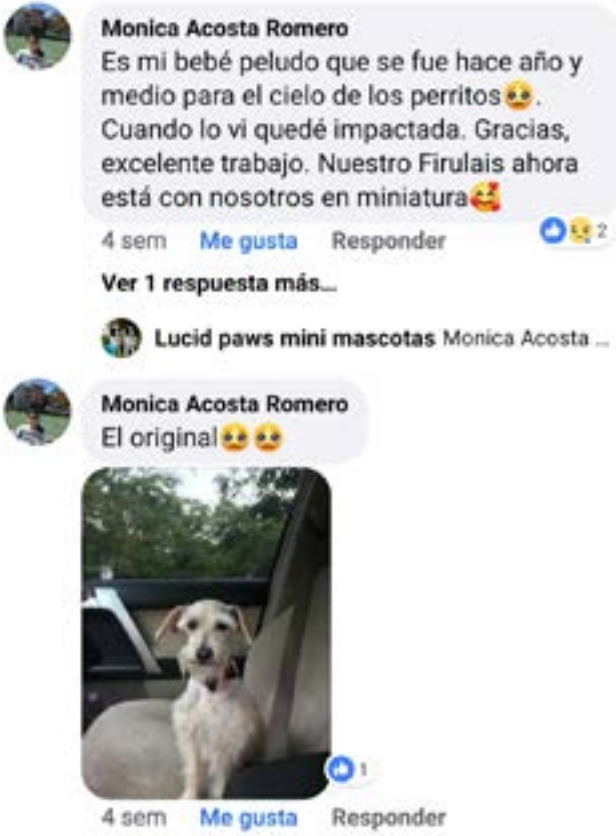 Monica Acosta Romero
Es mi bebé peludo que se fue hace año y
medio para el cielo de los perritos🥺.
Cuando lo vi quedé impactada. Gracias,
excelente trabajo. Nuestro Firulais ahora
está con nosotros en miniatura🥰
4 sem Me gusta Responder 2
Ver 1 respuesta más...
Lucid paws mini mascotas Monica Acosta ...
Monica Acosta Romero
El original🥺🥺
1
4 sem Me gusta Responder